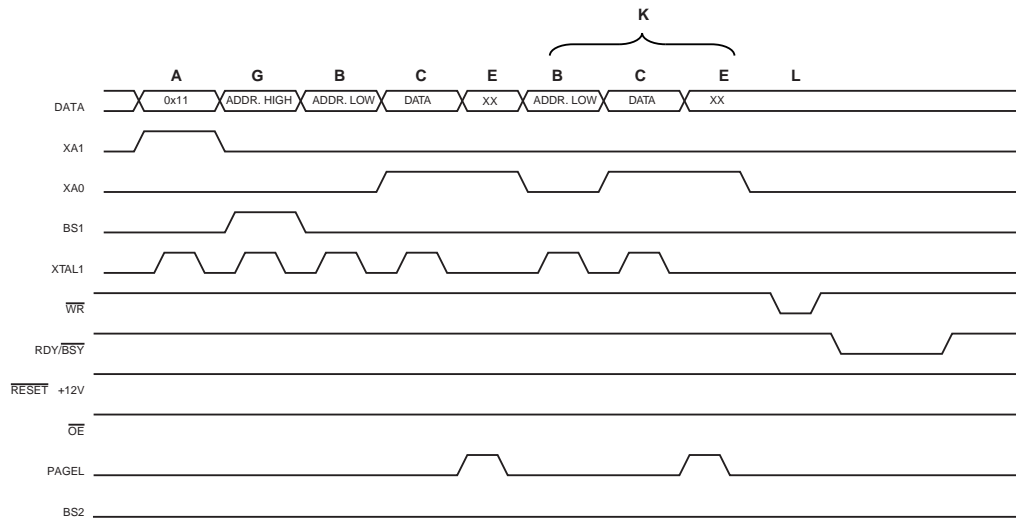 K
A G B C E B C E L
DATA 0x11 ADDR. HIGH ADDR. LOW DATA XX ADDR. LOW DATA XX
XA1
XA0
BS1
XTAL1
WR
RDY/BSY
RESET +12V
OE
PAGEL
BS2